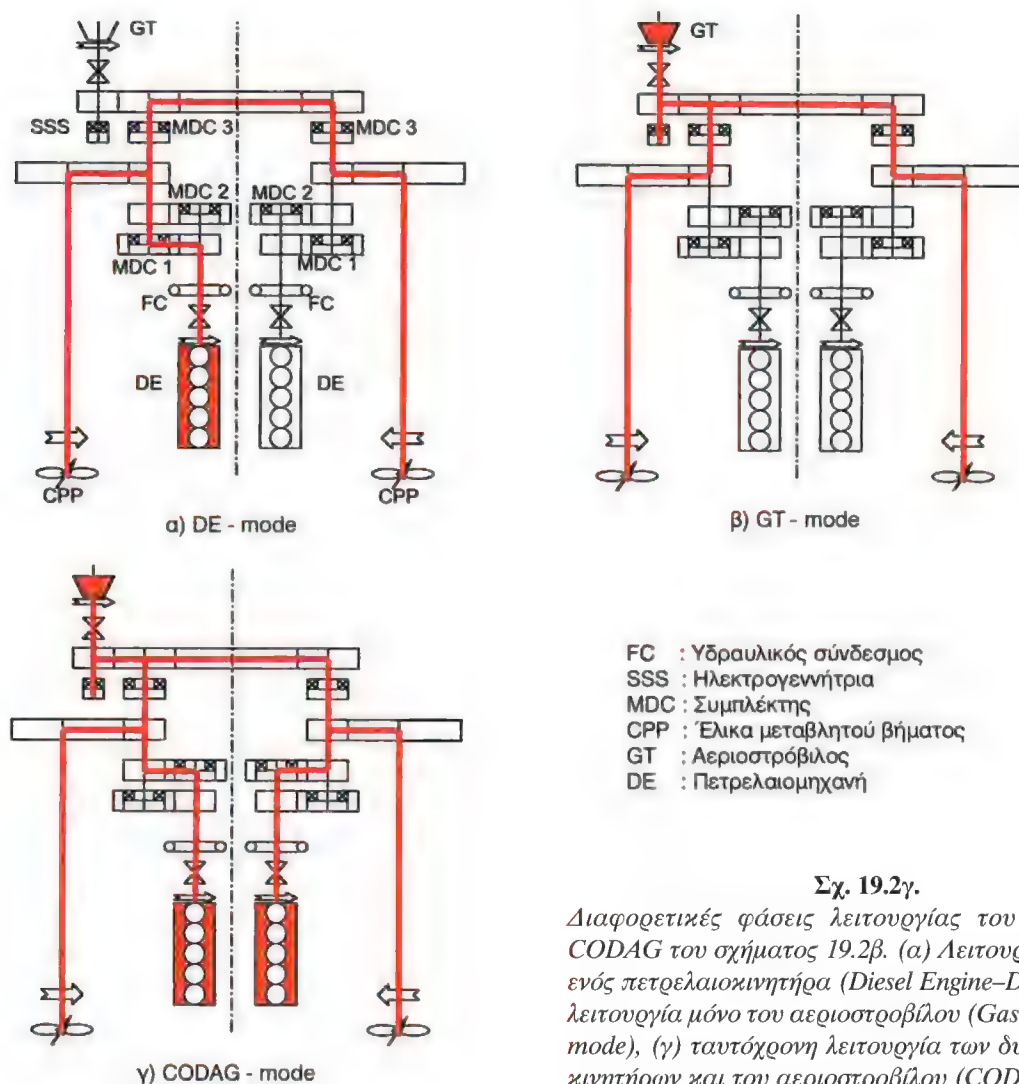 GT
SSS
MDC 3
MDC 3
MDC 2
MDC 2
MDC 1
MDC 1
FC
FC
DE
DE
CPP
CPP
α) DE - mode
GT
β) GT - mode
γ) CODAG - mode
FC : Υδραυλικός σύνδεσμος
SSS : Ηλεκτρογεννήτρια
MDC : Συμπλέκτης
CPP : Έλικα μεταβλητού βήματος
GT : Αεριοστρόβιλος
DE : Πετρελαιομηχανή
Σχ. 19.2γ.
Διαφορετικές φάσεις λειτουργίας του
CODAG του σχήματος 19.2β. (α) Λειτουρ
ενός πετρελαιοκινητήρα (Diesel Engine–D
λειτουργία μόνο του αεριοστροβίλου (Gas
mode), (γ) ταυτόχρονη λειτουργία των δυ
κινητήρων και του αεριοστροβίλου (COD